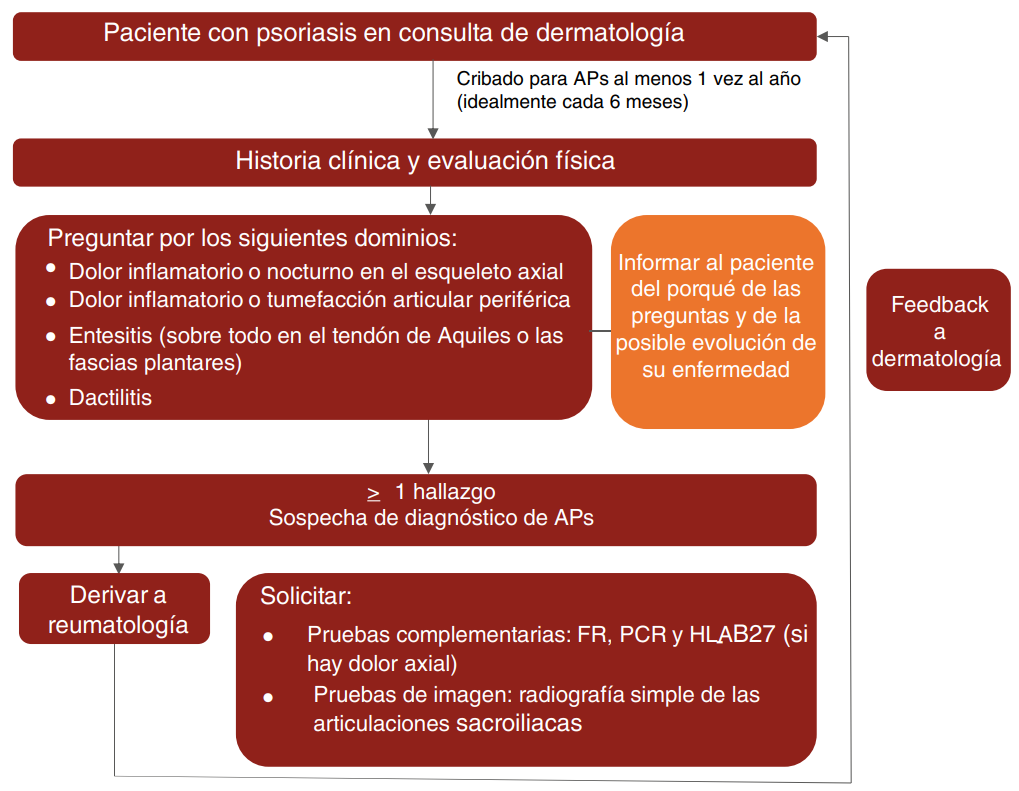 Paciente con psoriasis en consulta de dermatología
Cribado para APs al menos 1 vez al año
(idealmente cada 6 meses)
Historia clínica y evaluación física
Preguntar por los siguientes dominios:
● Dolor inflamatorio o nocturno en el esqueleto axial
● Dolor inflamatorio o tumefacción articular periférica
● Entesitis (sobre todo en el tendón de Aquiles o las
fascias plantares)
● Dactilitis
Informar al paciente
del porqué de las
preguntas y de la
posible evolución de
su enfermedad
Feedback
a
dermatología
≥ 1 hallazgo
Sospecha de diagnóstico de APs
Derivar a
reumatología
Solicitar:
● Pruebas complementarias: FR, PCR y HLAB27 (si
hay dolor axial)
● Pruebas de imagen: radiografía simple de las
articulaciones sacroiliacas